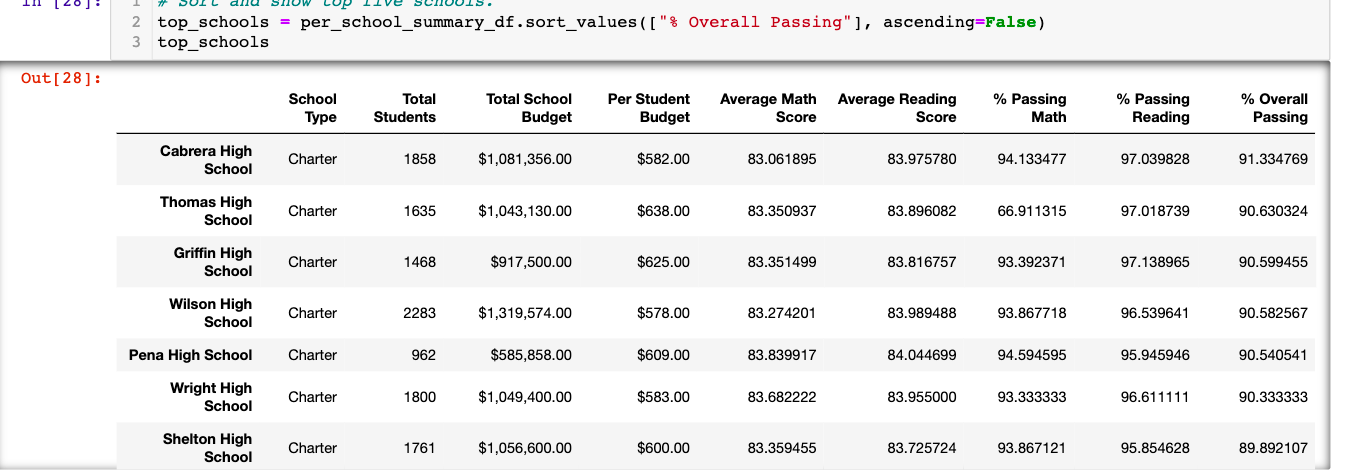 In [28]: 1 # Sort and show top five schools.
2 top_schools = per_school_summary_df.sort_values(["% Overall Passing"], ascending=False)
3 top_schools
Out[28]:
School Type Total Students Total School Budget Per Student Budget Average Math Score Average Reading Score % Passing Math % Passing Reading % Overall Passing
Cabrera High School Charter 1858 $1,081,356.00 $582.00 83.061895 83.975780 94.133477 97.039828 91.334769
Thomas High School Charter 1635 $1,043,130.00 $638.00 83.350937 83.896082 66.911315 97.018739 90.630324
Griffin High School Charter 1468 $917,500.00 $625.00 83.351499 83.816757 93.392371 97.138965 90.599455
Wilson High School Charter 2283 $1,319,574.00 $578.00 83.274201 83.989488 93.867718 96.539641 90.582567
Pena High School Charter 962 $585,858.00 $609.00 83.839917 84.044699 94.594595 95.945946 90.540541
Wright High School Charter 1800 $1,049,400.00 $583.00 83.682222 83.955000 93.333333 96.611111 90.333333
Shelton High School Charter 1761 $1,056,600.00 $600.00 83.359455 83.725724 93.867121 95.854628 89.892107